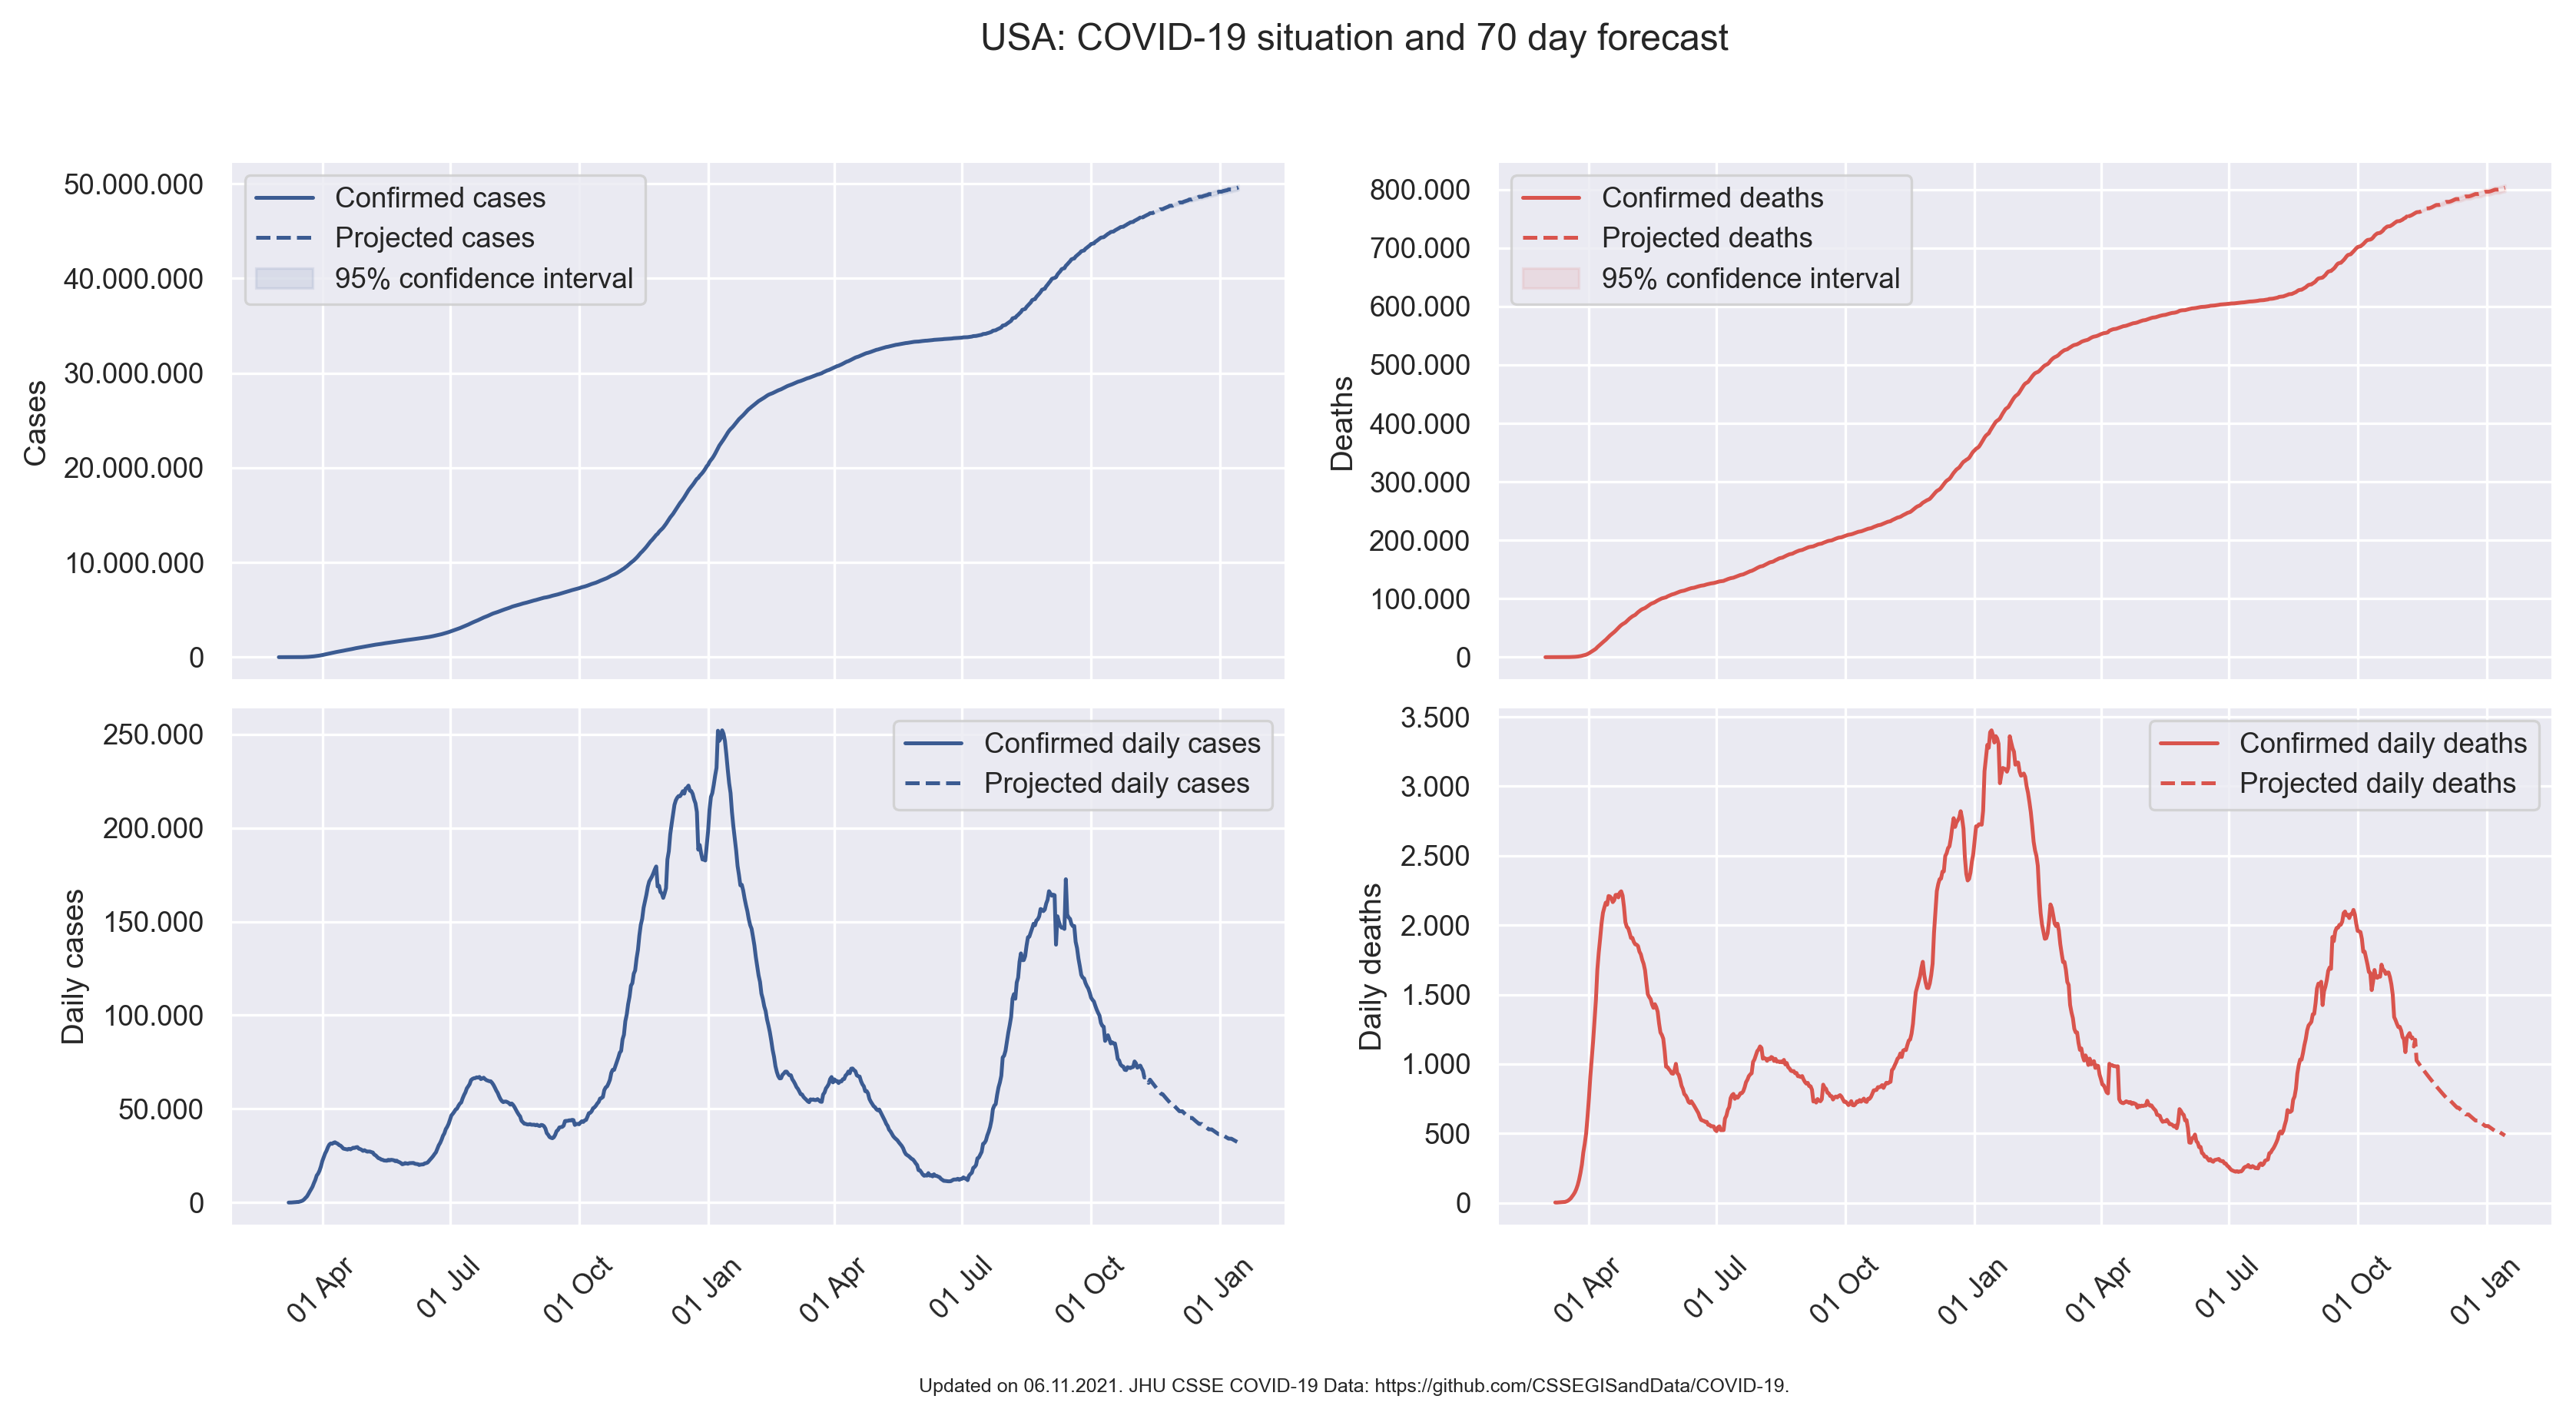 USA: COVID-19 situation and 70 day forecast
Cases
50.000.000
40.000.000
30.000.000
20.000.000
10.000.000
0
Confirmed cases
Projected cases
95% confidence interval
Deaths
800.000
700.000
600.000
500.000
400.000
300.000
200.000
100.000
0
Confirmed deaths
Projected deaths
95% confidence interval
Daily cases
250.000
200.000
150.000
100.000
50.000
0
Confirmed daily cases
Projected daily cases
01 Apr
01 Jul
01 Oct
01 Jan
01 Apr
01 Jul
01 Oct
01 Jan
Daily deaths
3.500
3.000
2.500
2.000
1.500
1.000
500
0
Confirmed daily deaths
Projected daily deaths
01 Apr
01 Jul
01 Oct
01 Jan
01 Apr
01 Jul
01 Oct
01 Jan
Updated on 06.11.2021. JHU CSSE COVID-19 Data: https://github.com/CSSEGISandData/COVID-19.